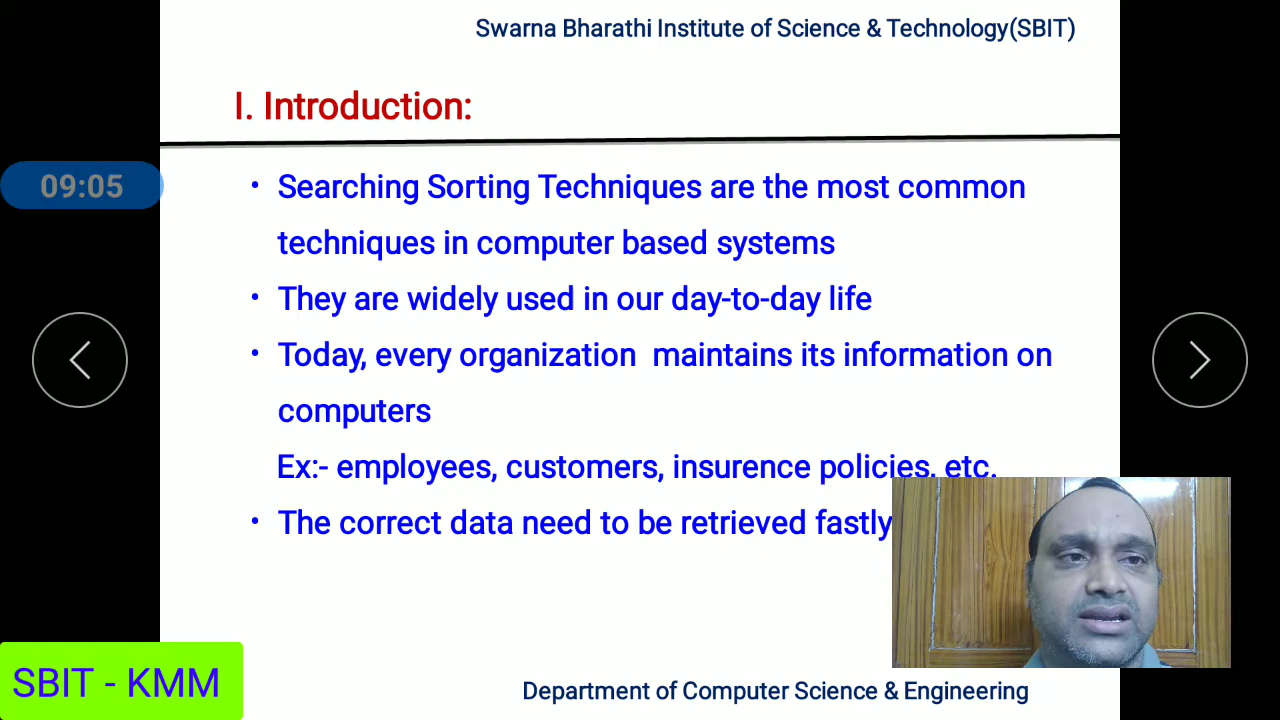 Swarna Bharathi Institute of Science & Technology(SBIT)
I. Introduction:
09:05
• Searching Sorting Techniques are the most common
techniques in computer based systems
• They are widely used in our day-to-day life
• Today, every organization maintains its information on
computers
Ex:- employees, customers, insurence policies, etc.
• The correct data need to be retrieved fastly
SBIT - KMM
Department of Computer Science & Engineering